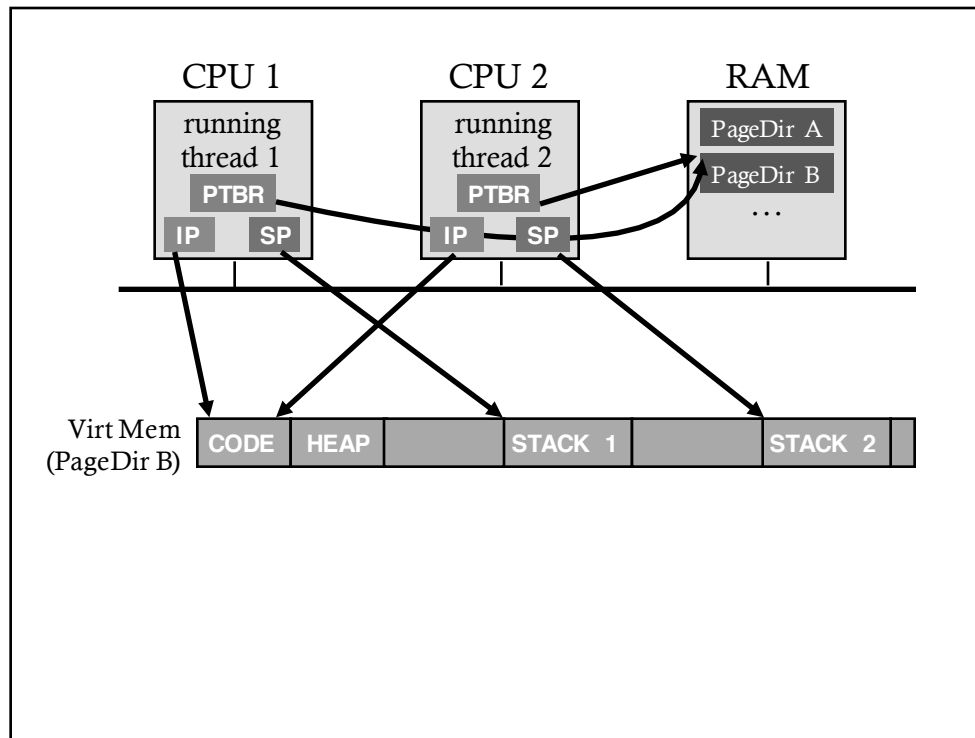 CPU 1 CPU 2 RAM
running running PageDir A
thread 1 thread 2 PageDir B
PTBR PTBR ...
IP SP IP SP
Virt Mem CODE HEAP STACK 1 STACK 2
(PageDir B)